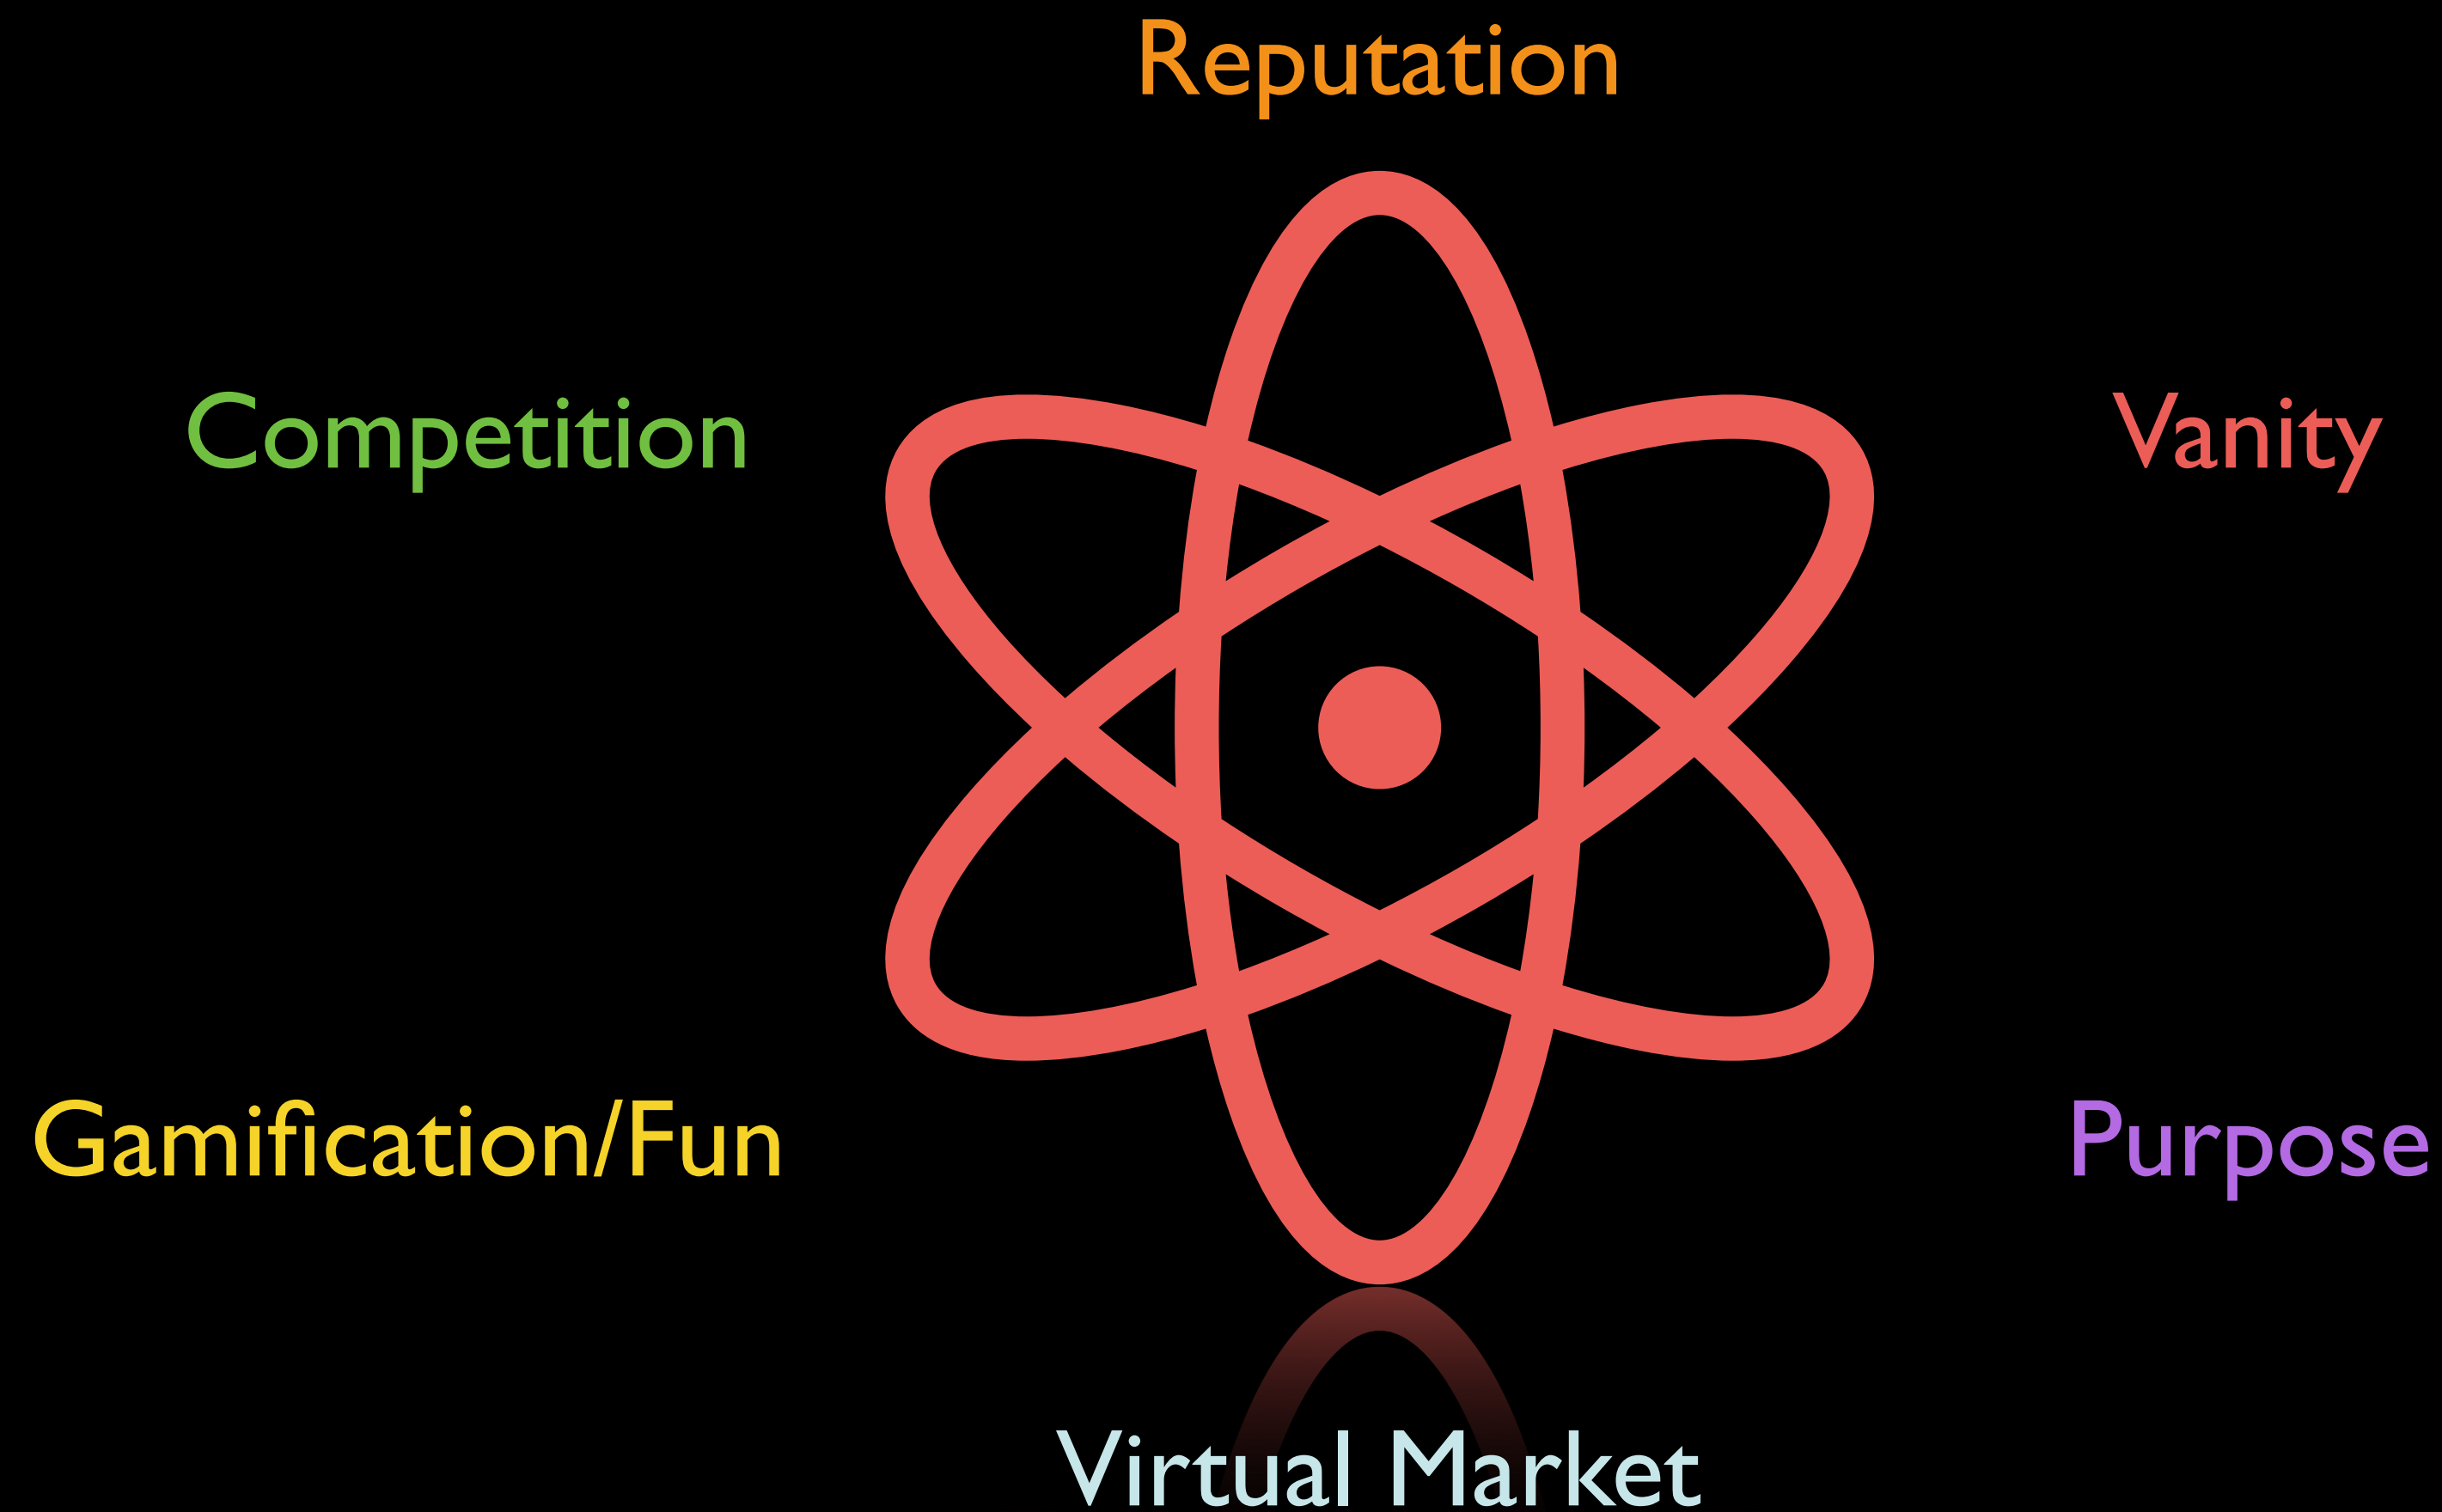 Reputation
Competition
Vanity
Gamification/Fun
Purpose
Virtual Market